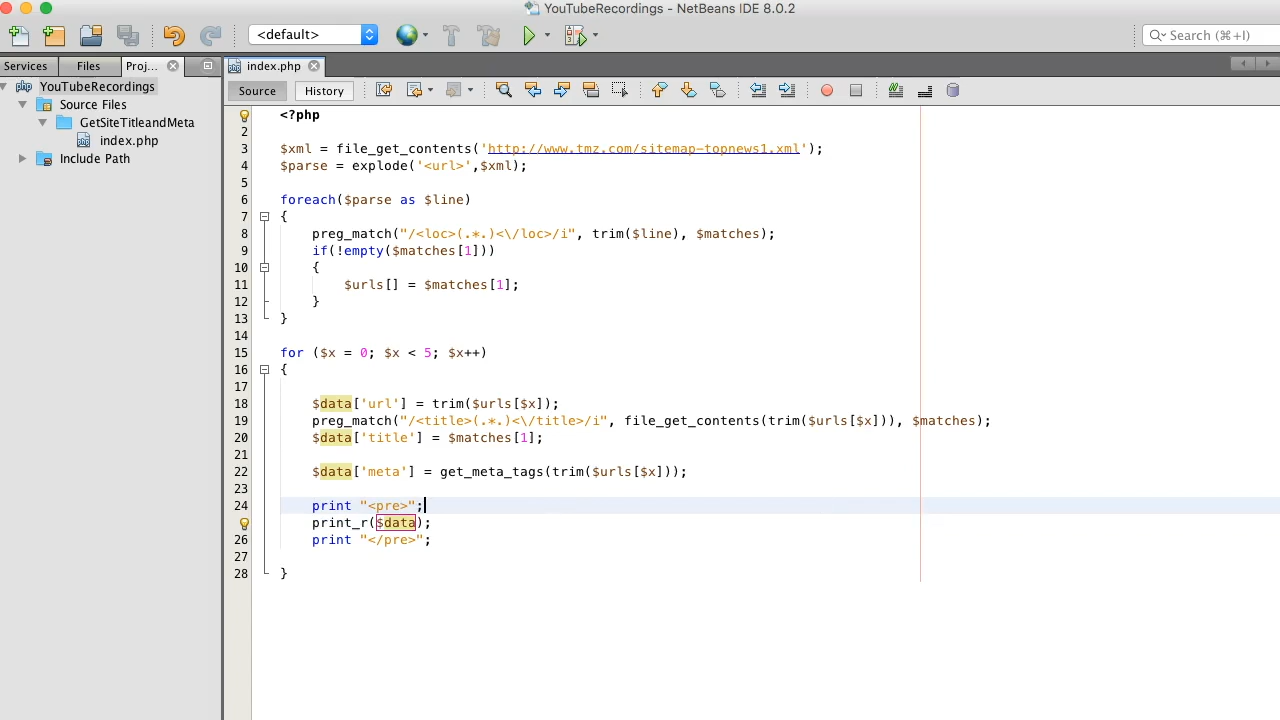 YouTubeRecordings - NetBeans IDE 8.0.2
<default>
Search (⌘+I)
Services
Files
Proj...
index.php
YouTubeRecordings
Source Files
GetSiteTitleandMeta
index.php
Include Path
Source
History
<?php
2
3 $xml = file_get_contents('http://www.tmz.com/sitemap-topnews1.xml');
4 $parse = explode('<url>',$xml);
5
6 foreach($parse as $line)
7 {
8 preg_match("/<loc>(.*.)<\/loc>/i", trim($line), $matches);
9 if(!empty($matches[1]))
10 {
11 $urls[] = $matches[1];
12 }
13 }
14
15 for ($x = 0; $x < 5; $x++)
16 {
17
18 $data['url'] = trim($urls[$x]);
19 preg_match("/<title>(.*.)<\/title>/i", file_get_contents(trim($urls[$x])), $matches);
20 $data['title'] = $matches[1];
21
22 $data['meta'] = get_meta_tags(trim($urls[$x]));
23
24 print "<pre>";
print_r($data);
26 print "</pre>";
27
28 }